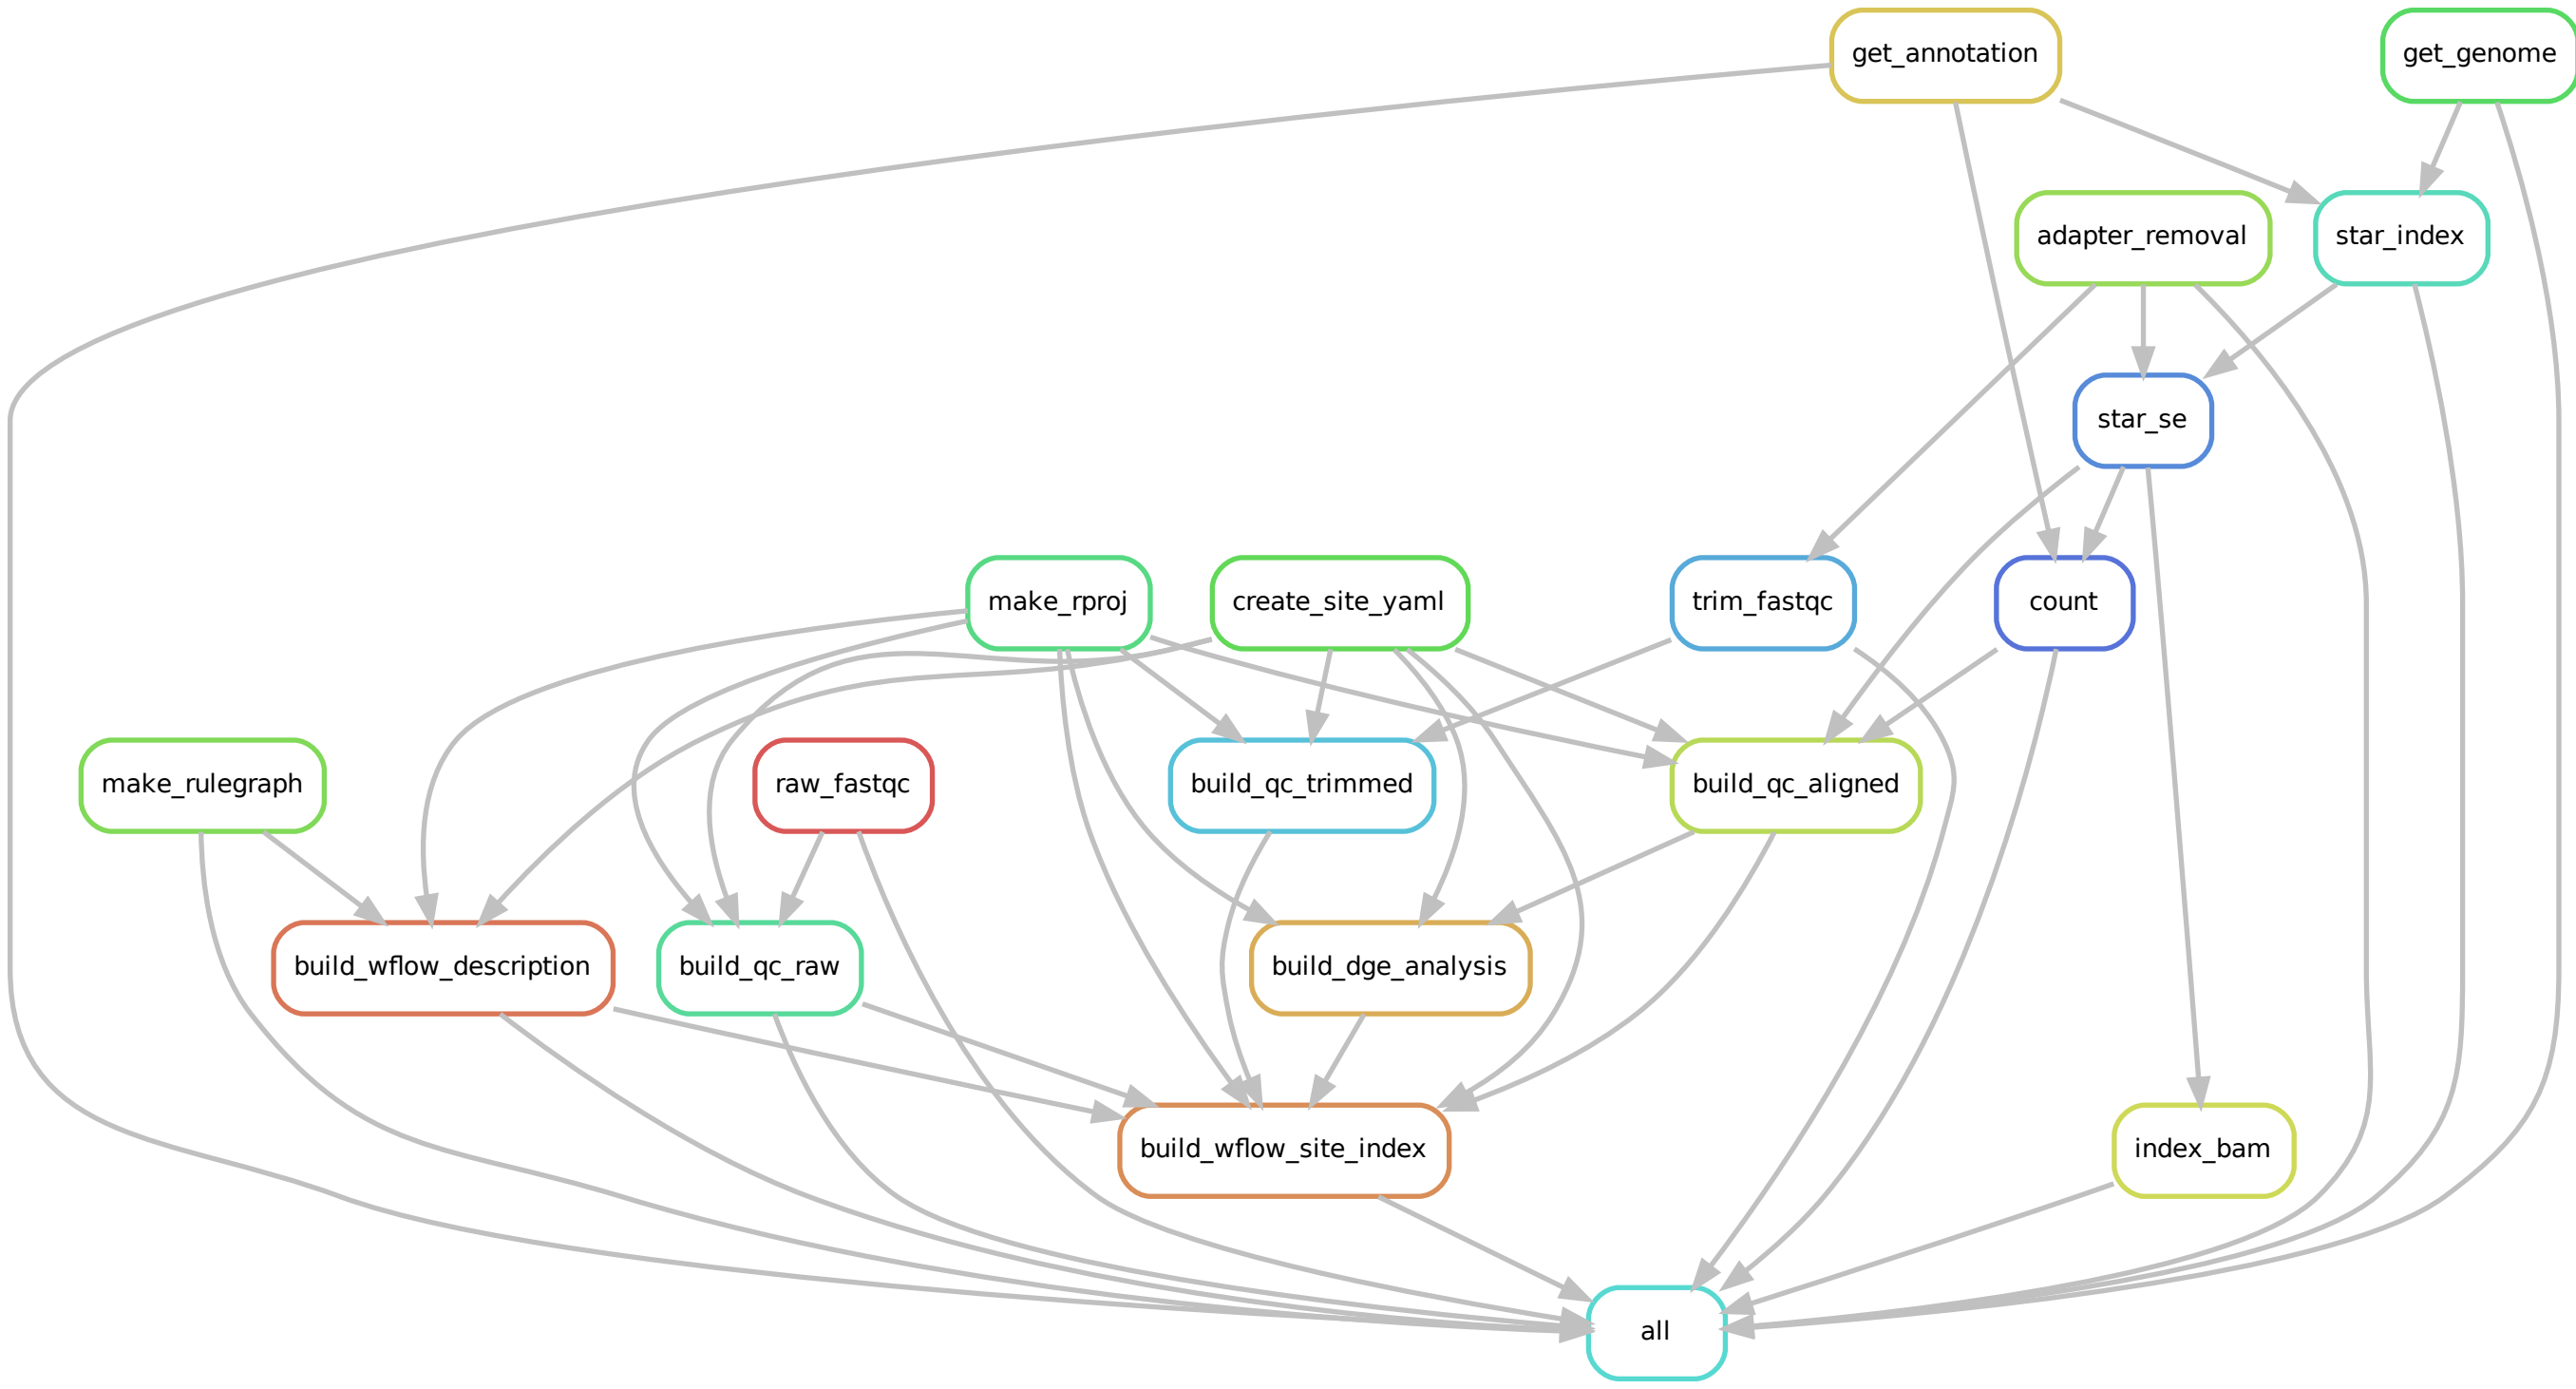 get_annotation
get_genome
adapter_removal
star_index
star_se
make_rproj
create_site_yaml
trim_fastqc
count
make_rulegraph
raw_fastqc
build_qc_trimmed
build_qc_aligned
build_wflow_description
build_qc_raw
build_dge_analysis
build_wflow_site_index
index_bam
all